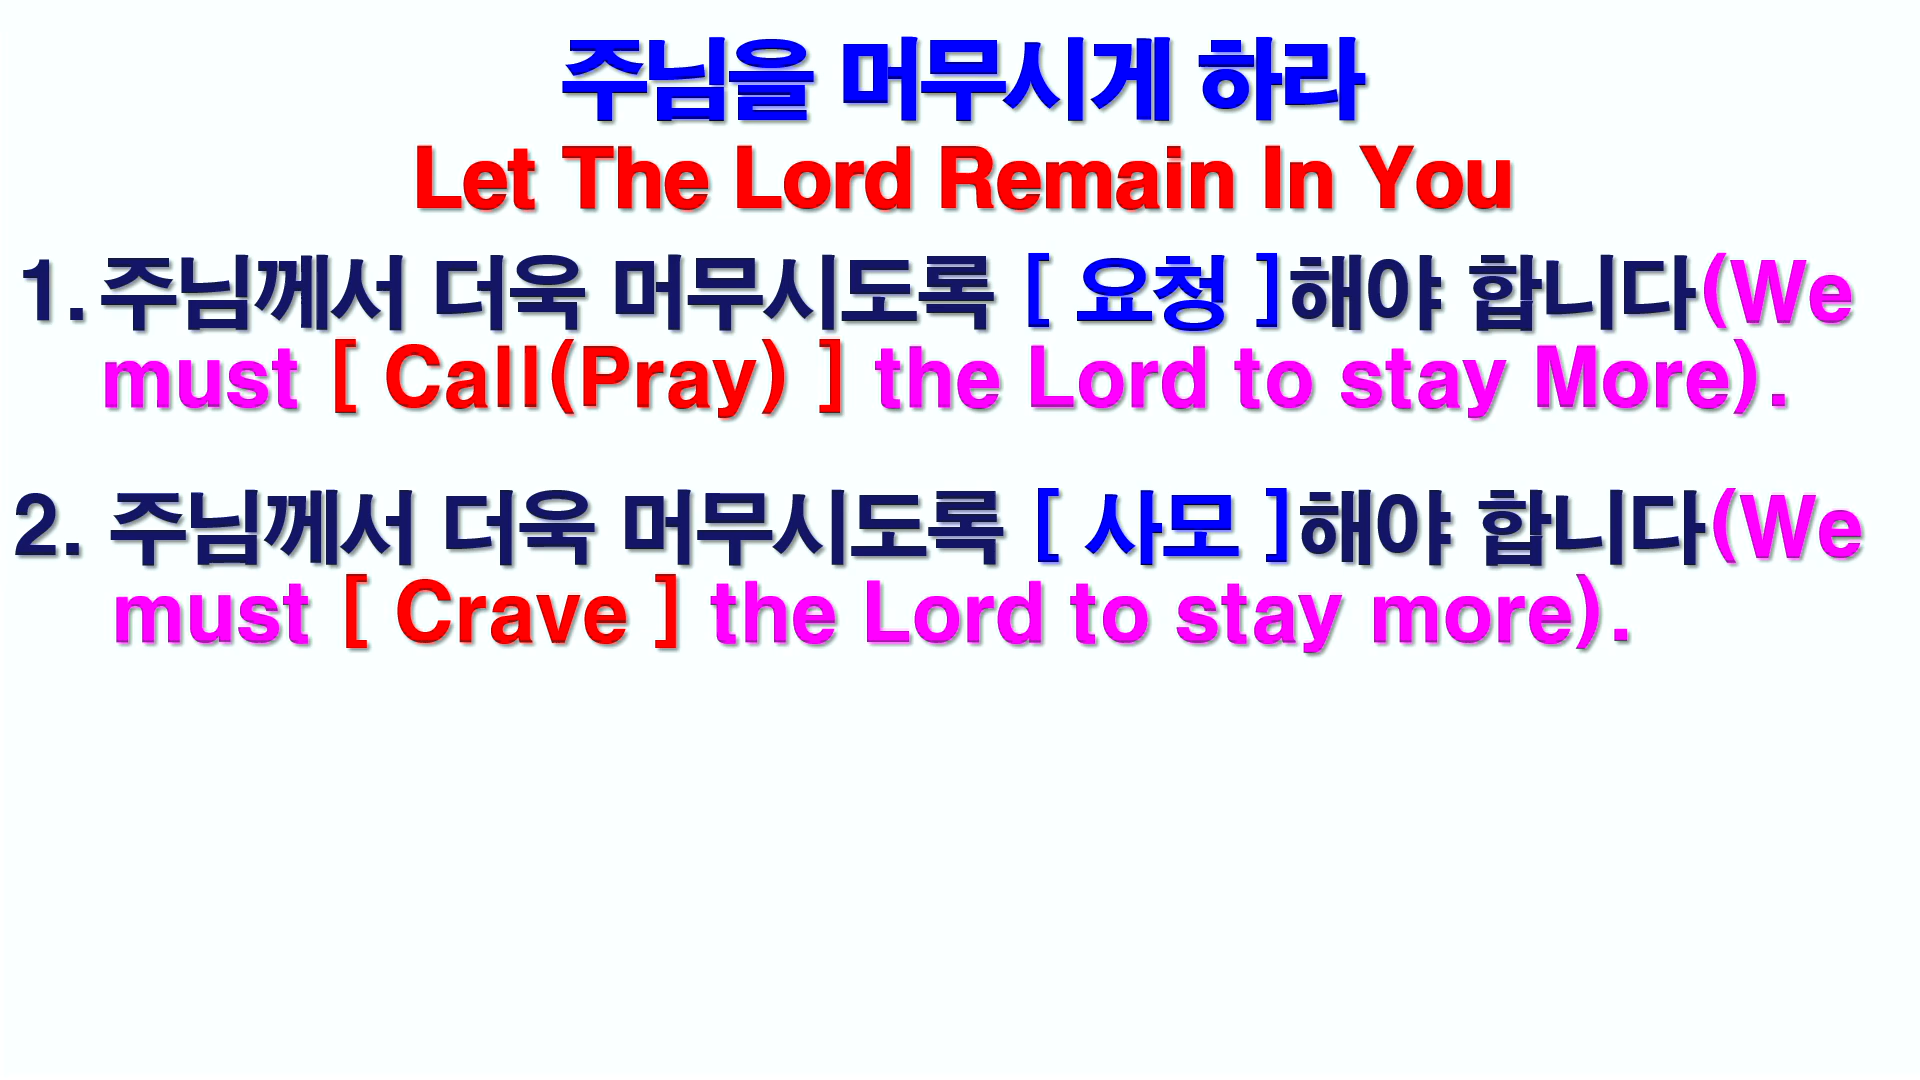 주님을 머무시게 하라
Let The Lord Remain In You
1. 주님께서 더욱 머무시도록 [ 요청 ]해야 합니다(We
must [ Call(Pray) ] the Lord to stay More).
2. 주님께서 더욱 머무시도록 [ 사모 ]해야 합니다(We
must [ Crave ] the Lord to stay more).